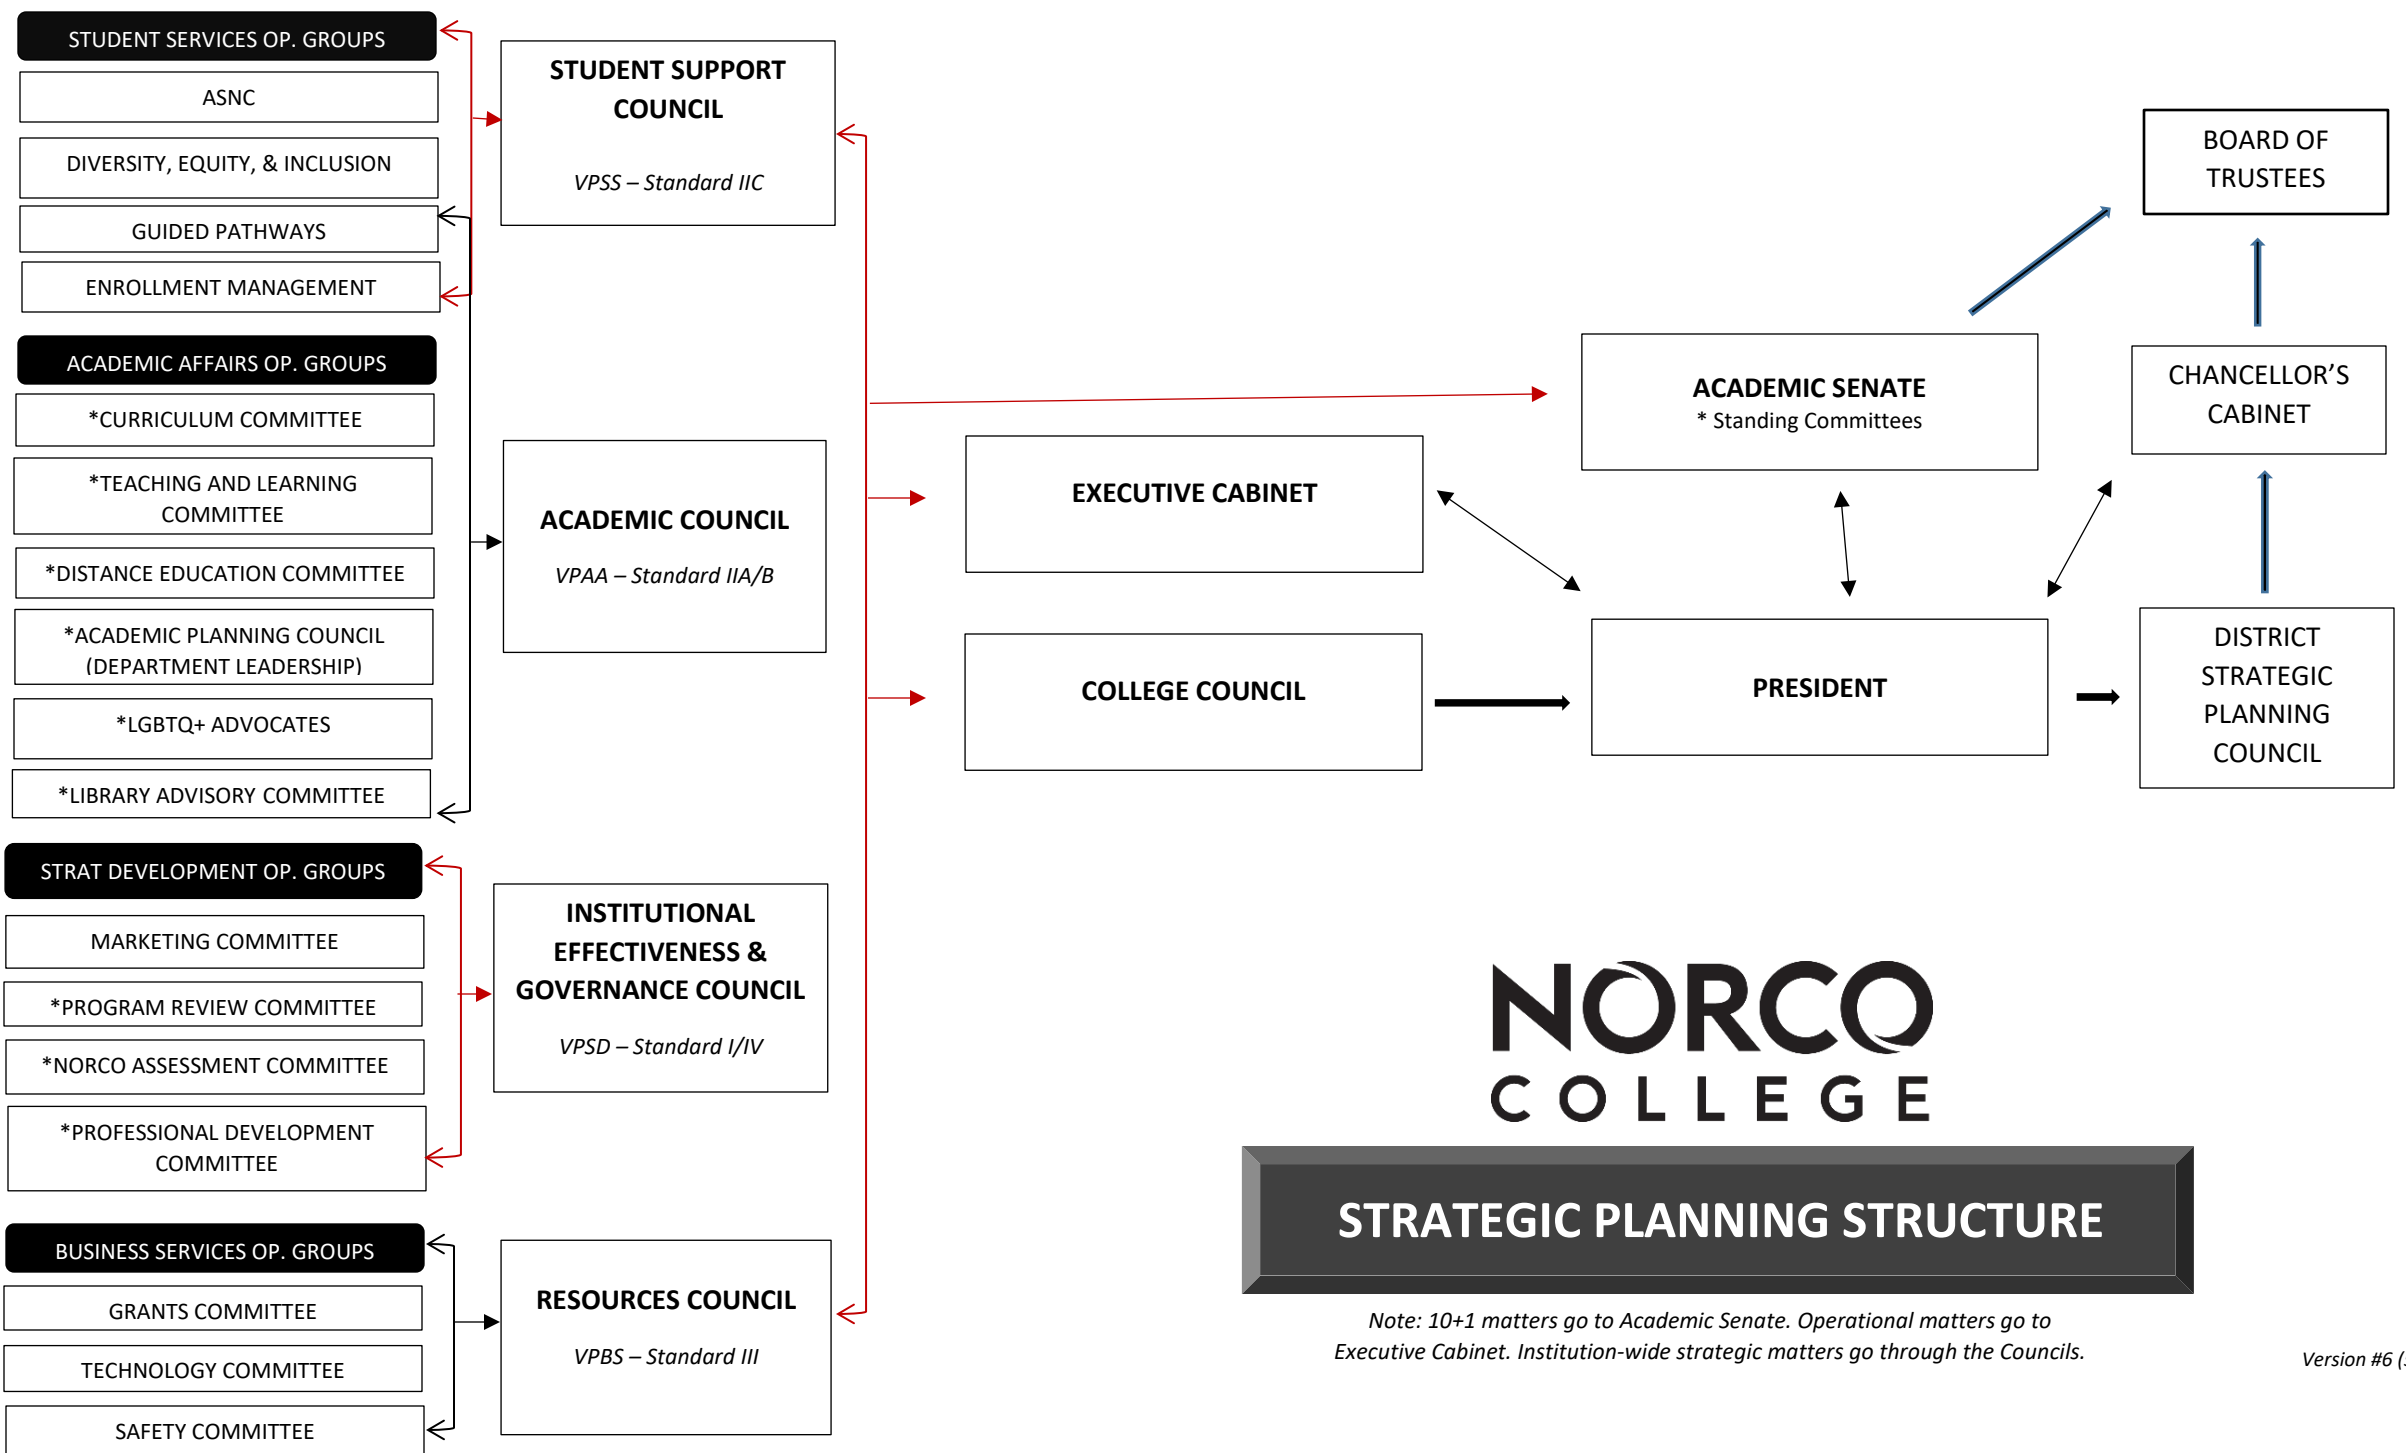 STUDENT SERVICES OP. GROUPS
ASNC
DIVERSITY, EQUITY, & INCLUSION
GUIDED PATHWAYS
ENROLLMENT MANAGEMENT
ACADEMIC AFFAIRS OP. GROUPS
*CURRICULUM COMMITTEE
*TEACHING AND LEARNING
COMMITTEE
*DISTANCE EDUCATION COMMITTEE
*ACADEMIC PLANNING COUNCIL
(DEPARTMENT LEADERSHIP)
*LGBTQ+ ADVOCATES
*LIBRARY ADVISORY COMMITTEE
STRAT DEVELOPMENT OP. GROUPS
MARKETING COMMITTEE
*PROGRAM REVIEW COMMITTEE
*NORCO ASSESSMENT COMMITTEE
*PROFESSIONAL DEVELOPMENT
COMMITTEE
BUSINESS SERVICES OP. GROUPS
GRANTS COMMITTEE
TECHNOLOGY COMMITTEE
SAFETY COMMITTEE
STUDENT SUPPORT
COUNCIL
VPSS – Standard IIC
ACADEMIC COUNCIL
VPAA – Standard IIA/B
INSTITUTIONAL
EFFECTIVENESS &
GOVERNANCE COUNCIL
VPSD – Standard I/IV
RESOURCES COUNCIL
VPBS – Standard III
EXECUTIVE CABINET
COLLEGE COUNCIL
ACADEMIC SENATE
* Standing Committees
PRESIDENT
BOARD OF
TRUSTEES
CHANCELLOR’S
CABINET
DISTRICT
STRATEGIC
PLANNING
COUNCIL
NORCO
COLLEGE
STRATEGIC PLANNING STRUCTURE
Note: 10+1 matters go to Academic Senate. Operational matters go to
Executive Cabinet. Institution-wide strategic matters go through the Councils.
Version #6 (